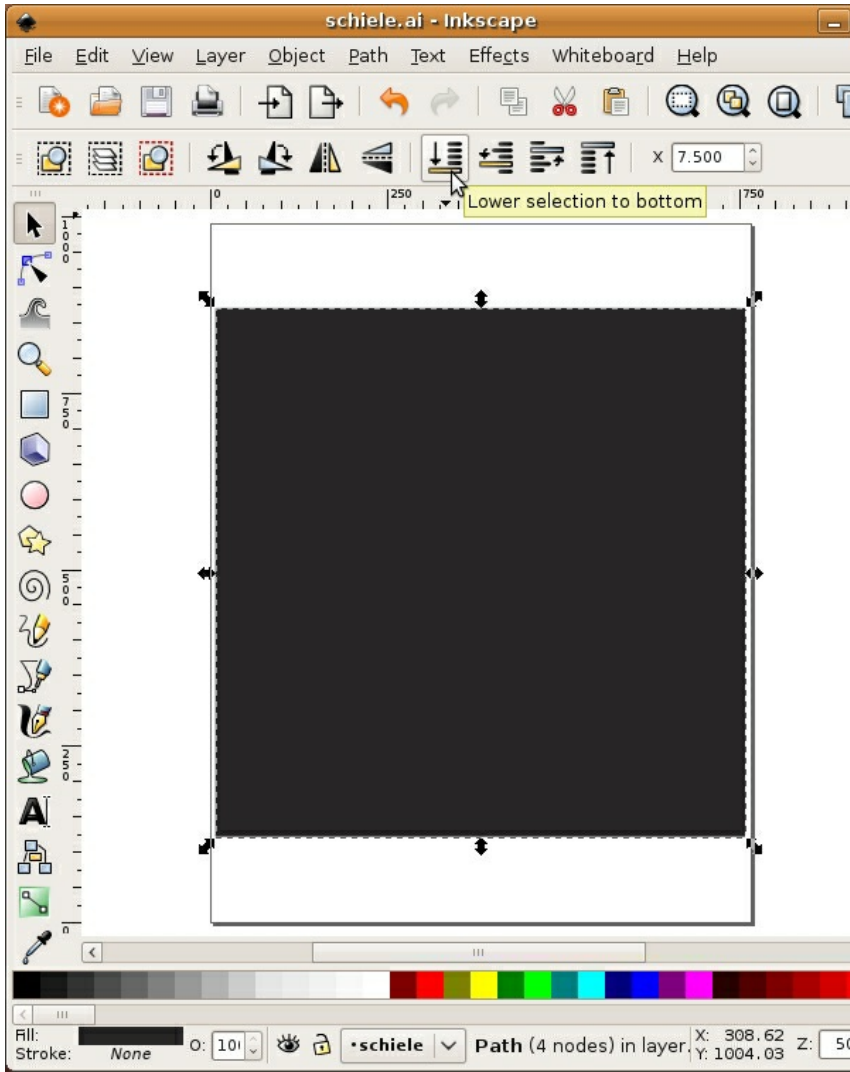 schiele.ai - Inkscape
File Edit View Layer Object Path Text Effects Whiteboard Help
X 7.500
Lower selection to bottom
0 250 750
1000
750
500
250
0
Fill:
Stroke: None
O: 10
•schiele
Path (4 nodes) in layer.
X: 308.62
Y: 1004.03
Z: 50